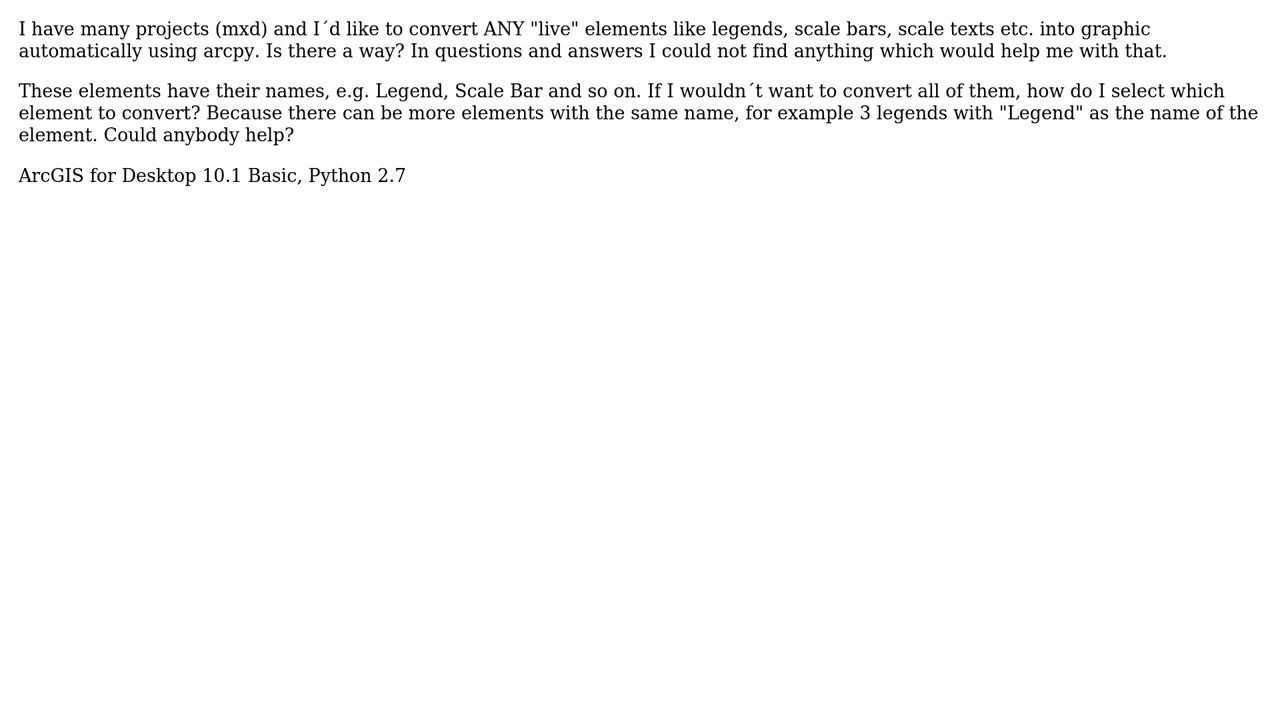 I have many projects (mxd) and I´d like to convert ANY "live" elements like legends, scale bars, scale texts etc. into graphic
automatically using arcpy. Is there a way? In questions and answers I could not find anything which would help me with that.
These elements have their names, e.g. Legend, Scale Bar and so on. If I wouldn´t want to convert all of them, how do I select which
element to convert? Because there can be more elements with the same name, for example 3 legends with "Legend" as the name of the
element. Could anybody help?
ArcGIS for Desktop 10.1 Basic, Python 2.7